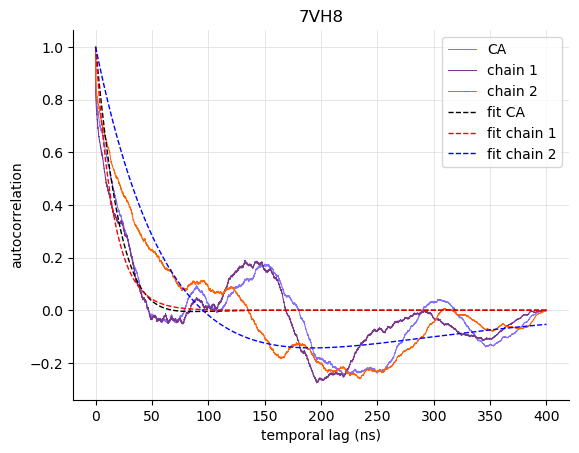 7VH8
CA
chain 1
chain 2
fit CA
fit chain 1
fit chain 2
autocorrelation
1.0
0.8
0.6
0.4
0.2
0.0
−0.2
0 50 100 150 200 250 300 350 400
temporal lag (ns)